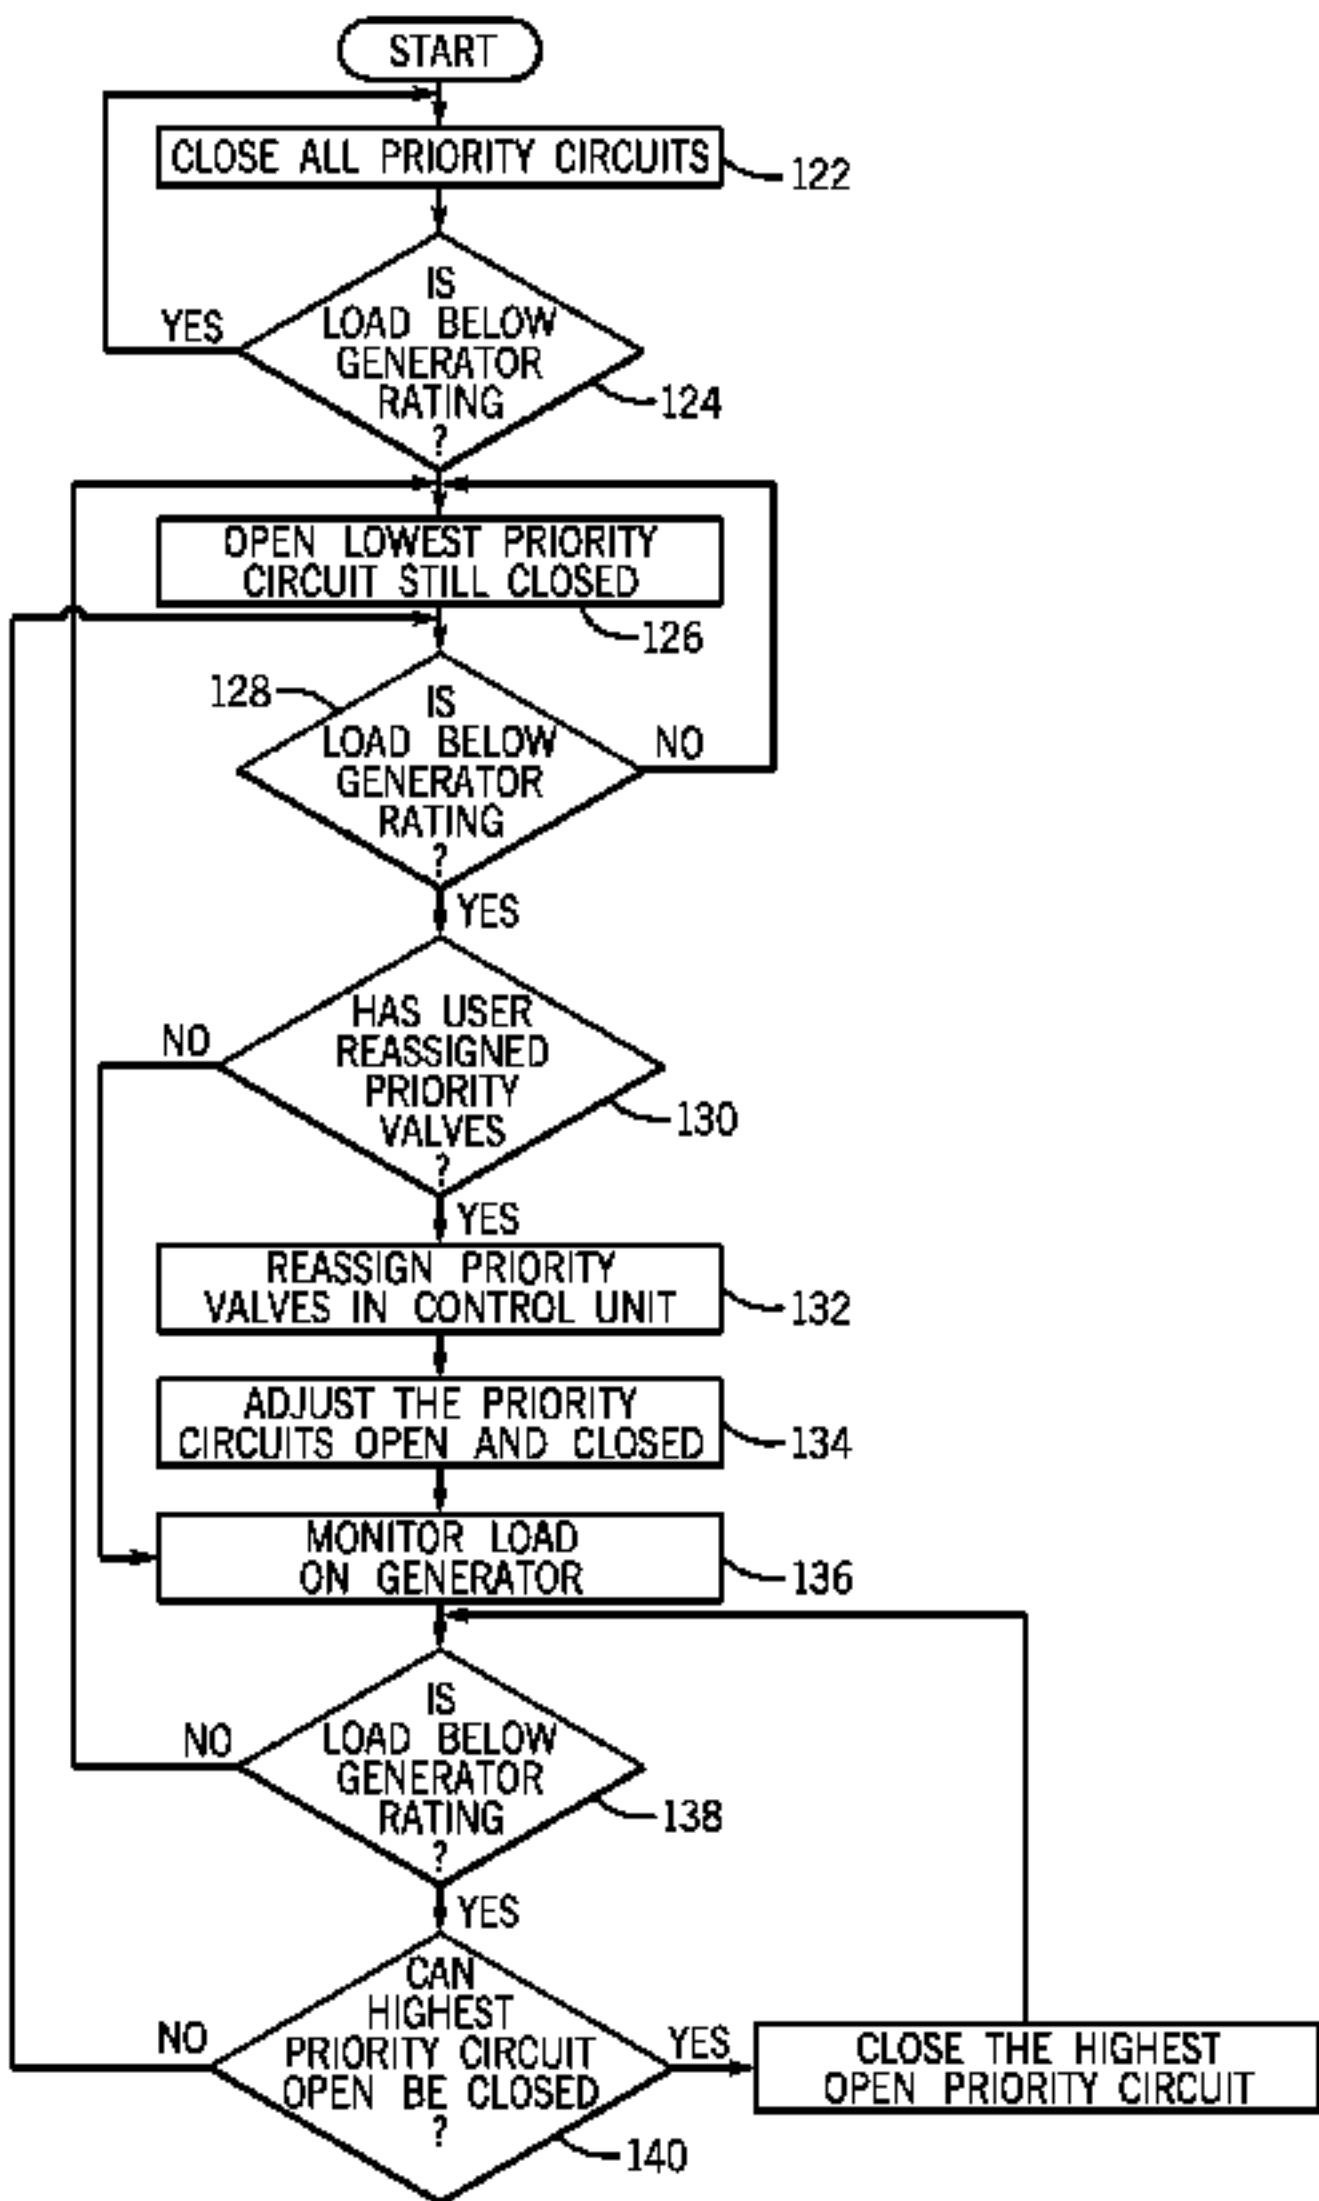 START
CLOSE ALL PRIORITY CIRCUITS
122
IS
LOAD BELOW
GENERATOR
RATING
?
YES
124
OPEN LOWEST PRIORITY
CIRCUIT STILL CLOSED
126
128
IS
LOAD BELOW
GENERATOR
RATING
?
NO
YES
HAS USER
REASSIGNED
PRIORITY
VALVES
?
NO
130
YES
REASSIGN PRIORITY
VALVES IN CONTROL UNIT
132
ADJUST THE PRIORITY
CIRCUITS OPEN AND CLOSED
134
MONITOR LOAD
ON GENERATOR
136
IS
LOAD BELOW
GENERATOR
RATING
?
NO
138
YES
CAN
HIGHEST
PRIORITY CIRCUIT
OPEN BE CLOSED
?
NO
YES
140
CLOSE THE HIGHEST
OPEN PRIORITY CIRCUIT